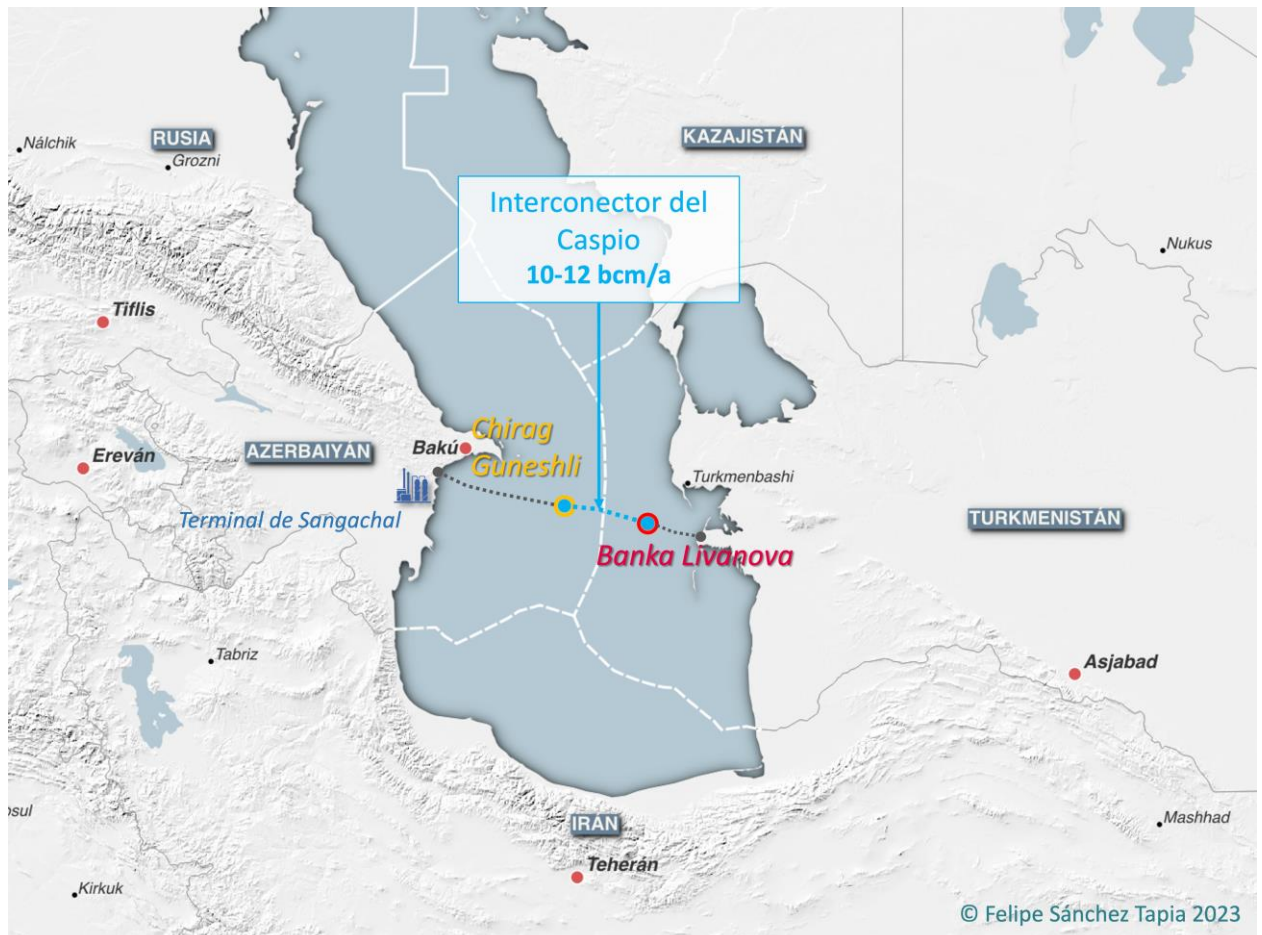 RUSIA
KAZAJISTÁN
Nálchik
Grozni
Interconector del
Caspio
10-12 bcm/a
Nukus
Tiflis
Chirag
Guneshli
Bakú
AZERBAIYÁN
Ereván
Turkmenbashi
Terminal de Sangachal
TURKMENISTÁN
Banka Livanova
Tabriz
Asjabad
osul
IRÁN
Mashhad
Teherán
Kirkuk
© Felipe Sánchez Tapia 2023